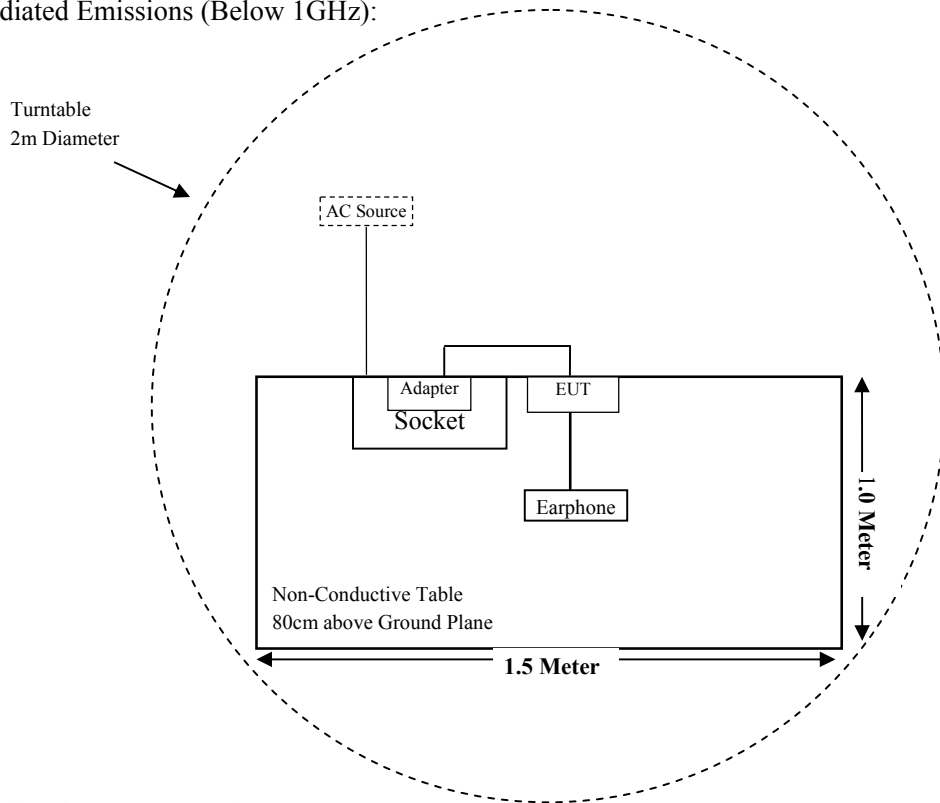 diated Emissions (Below 1GHz):
Turntable
2m Diameter
AC Source
Adapter
EUT
Socket
Earphone
1.0 Meter
Non-Conductive Table
80cm above Ground Plane
1.5 Meter